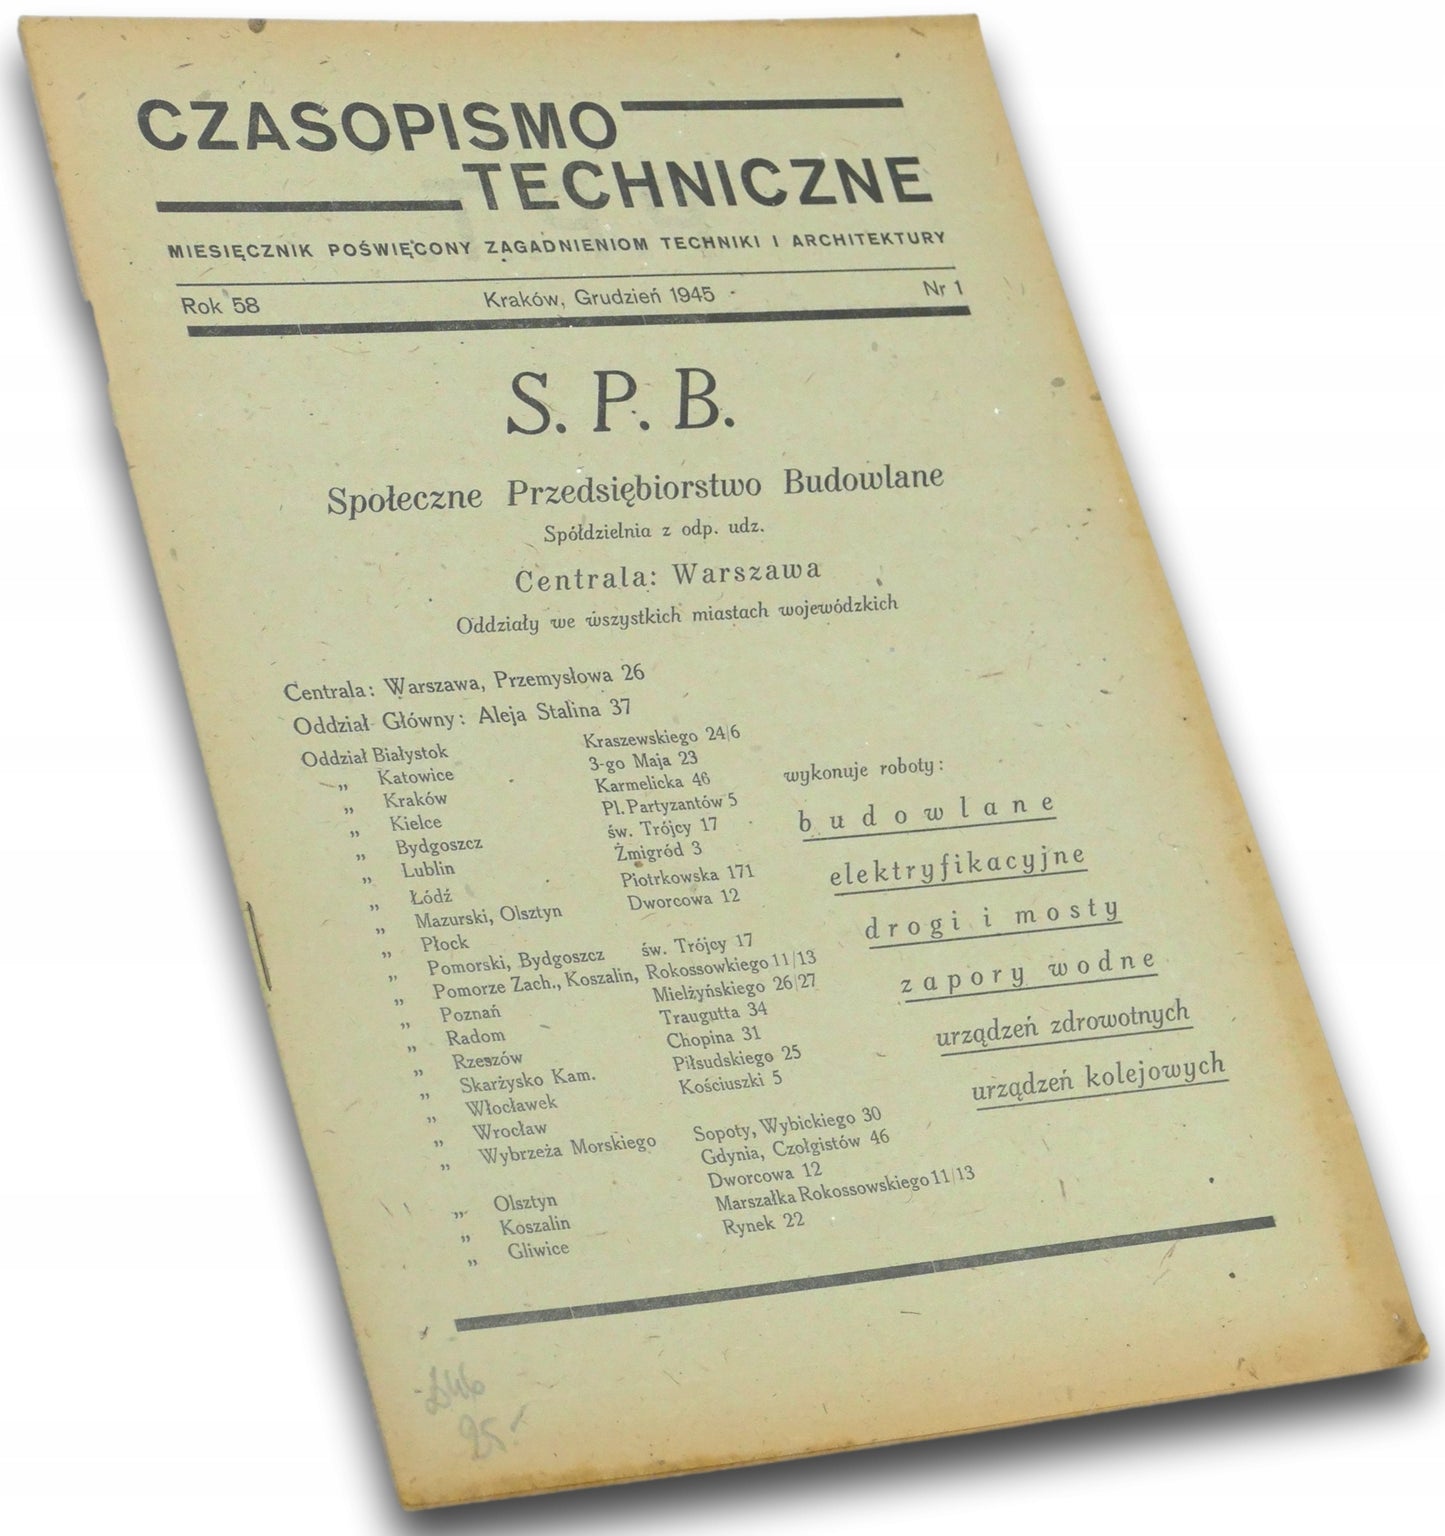 CZASOPISMO
TECHNICZNE
MIESIĘCZNIK POŚWIĘCONY ZAGADNIENIOM TECHNIKI I ARCHITEKTURY
Rok 58 Kraków, Grudzień 1945 Nr 1
S. P. B.
Społeczne Przedsiębiorstwo Budowlane
Spółdzielnia z odp. udz.
Centrala: Warszawa
Oddziały we wszystkich miastach wojewódzkich
Centrala: Warszawa, Przemysłowa 26
Oddział Główny: Aleja Stalina 37
Oddział Białystok Kraszewskiego 24/6
„ Katowice 3-go Maja 23
„ Kraków Karmelicka 46
„ Kielce Pl. Partyzantów 5
„ Bydgoszcz św. Trójcy 17
„ Lublin Żmigród 3
„ Łódź Piotrkowska 171
„ Mazurski, Olsztyn Dworcowa 12
„ Płock
„ Pomorski, Bydgoszcz św. Trójcy 17
„ Pomorze Zach., Koszalin, Rokossowkiego 11/13
„ Poznań Mielżyńskiego 26/27
„ Radom Traugutta 34
„ Rzeszów Chopina 31
„ Skarżysko Kam. Piłsudskiego 25
„ Włocławek Kościuszki 5
„ Wrocław
„ Wybrzeża Morskiego Sopoty, Wybickiego 30
Gdynia, Czołgistów 46
„ Olsztyn Dworcowa 12
„ Koszalin Marszałka Rokossowskiego 11/13
„ Gliwice Rynek 22
wykonuje roboty:
budowlane
elektryfikacyjne
drogi i mosty
zapory wodne
urządzeń zdrowotnych
urządzeń kolejowych